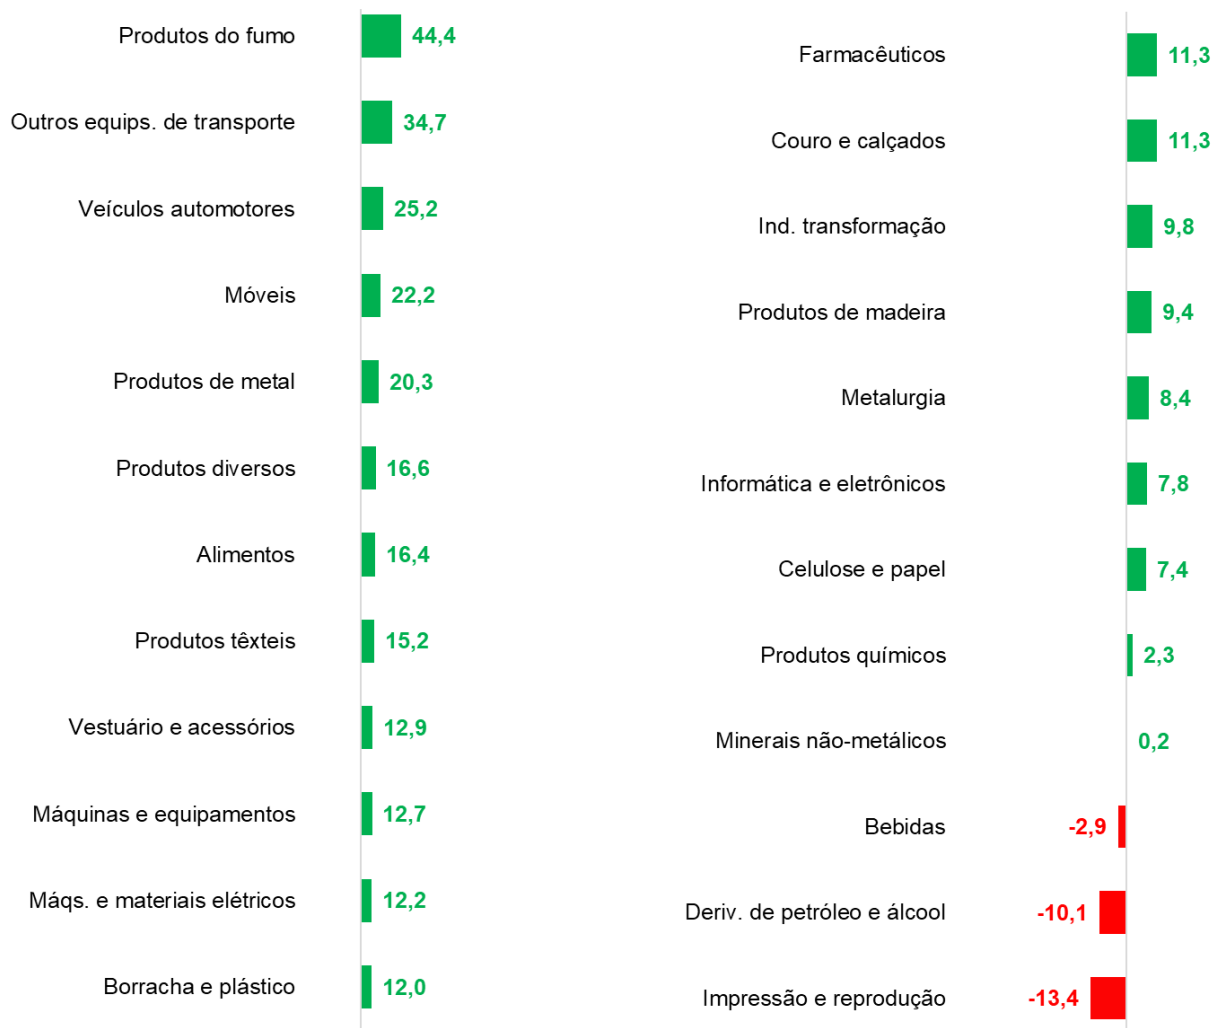 Produtos do fumo 44,4
Outros equips. de transporte 34,7
Veículos automotores 25,2
Móveis 22,2
Produtos de metal 20,3
Produtos diversos 16,6
Alimentos 16,4
Produtos têxteis 15,2
Vestuário e acessórios 12,9
Máquinas e equipamentos 12,7
Máqs. e materiais elétricos 12,2
Borracha e plástico 12,0
Farmacêuticos 11,3
Couro e calçados 11,3
Ind. transformação 9,8
Produtos de madeira 9,4
Metalurgia 8,4
Informática e eletrônicos 7,8
Celulose e papel 7,4
Produtos químicos 2,3
Minerais não-metálicos 0,2
Bebidas -2,9
Deriv. de petróleo e álcool -10,1
Impressão e reprodução -13,4